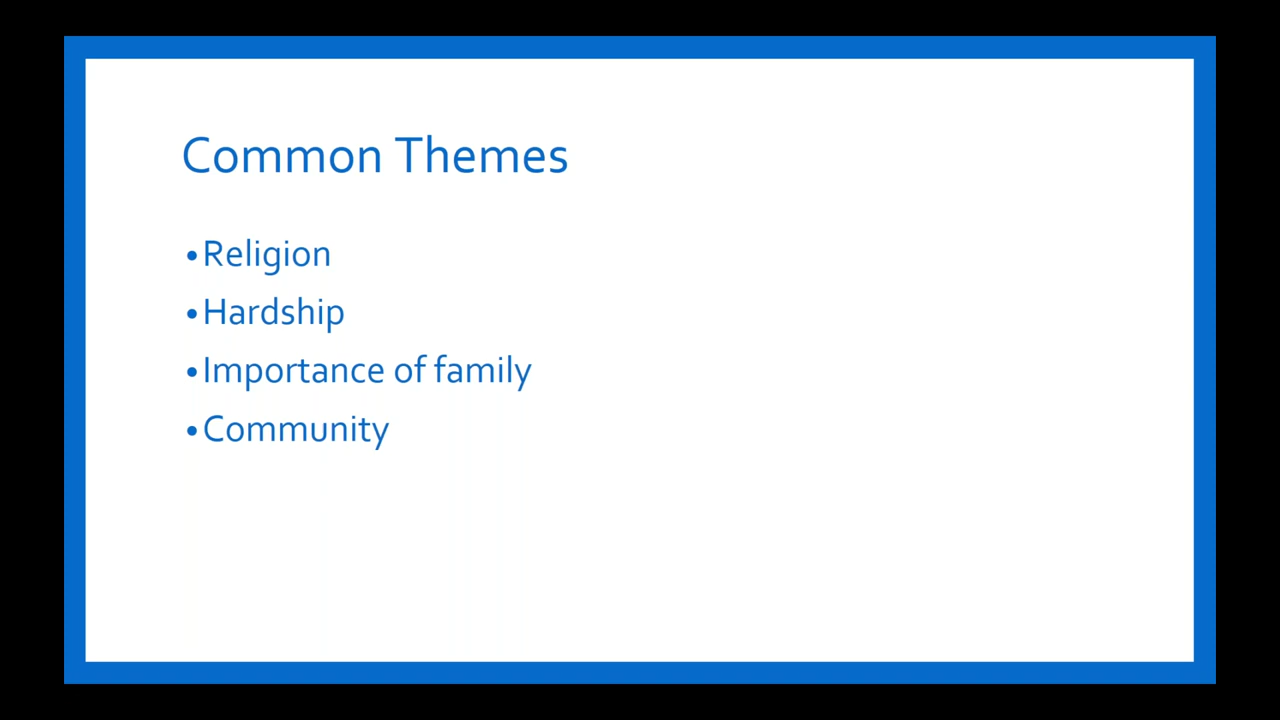 Common Themes
•Religion
•Hardship
•Importance of family
•Community